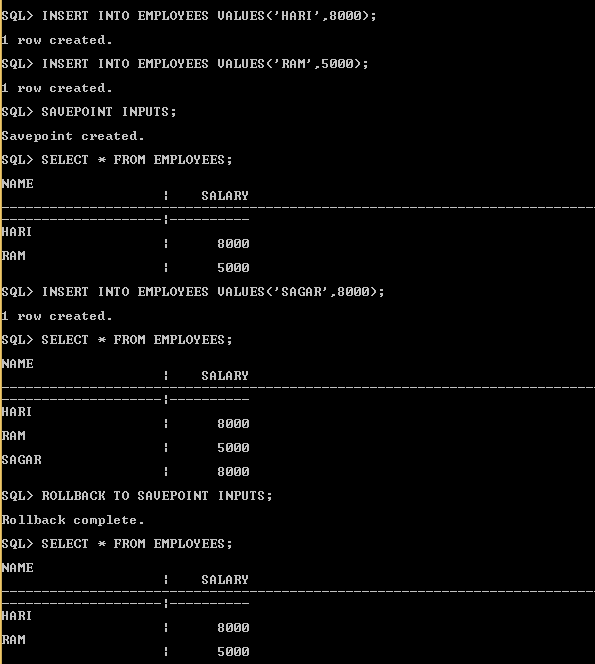 SQL> INSERT INTO EMPLOYEES VALUES('HARI',8000);
1 row created.
SQL> INSERT INTO EMPLOYEES VALUES('RAM',5000);
1 row created.
SQL> SAVEPOINT INPUTS;
Savepoint created.
SQL> SELECT * FROM EMPLOYEES;
NAME
¦ SALARY
--------------------------------------------------------------------------
--------------------¦----------
HARI
¦ 8000
RAM
¦ 5000
SQL> INSERT INTO EMPLOYEES VALUES('SAGAR',8000);
1 row created.
SQL> SELECT * FROM EMPLOYEES;
NAME
¦ SALARY
--------------------------------------------------------------------------
--------------------¦----------
HARI
¦ 8000
RAM
¦ 5000
SAGAR
¦ 8000
SQL> ROLLBACK TO SAVEPOINT INPUTS;
Rollback complete.
SQL> SELECT * FROM EMPLOYEES;
NAME
¦ SALARY
--------------------------------------------------------------------------
--------------------¦----------
HARI
¦ 8000
RAM
¦ 5000